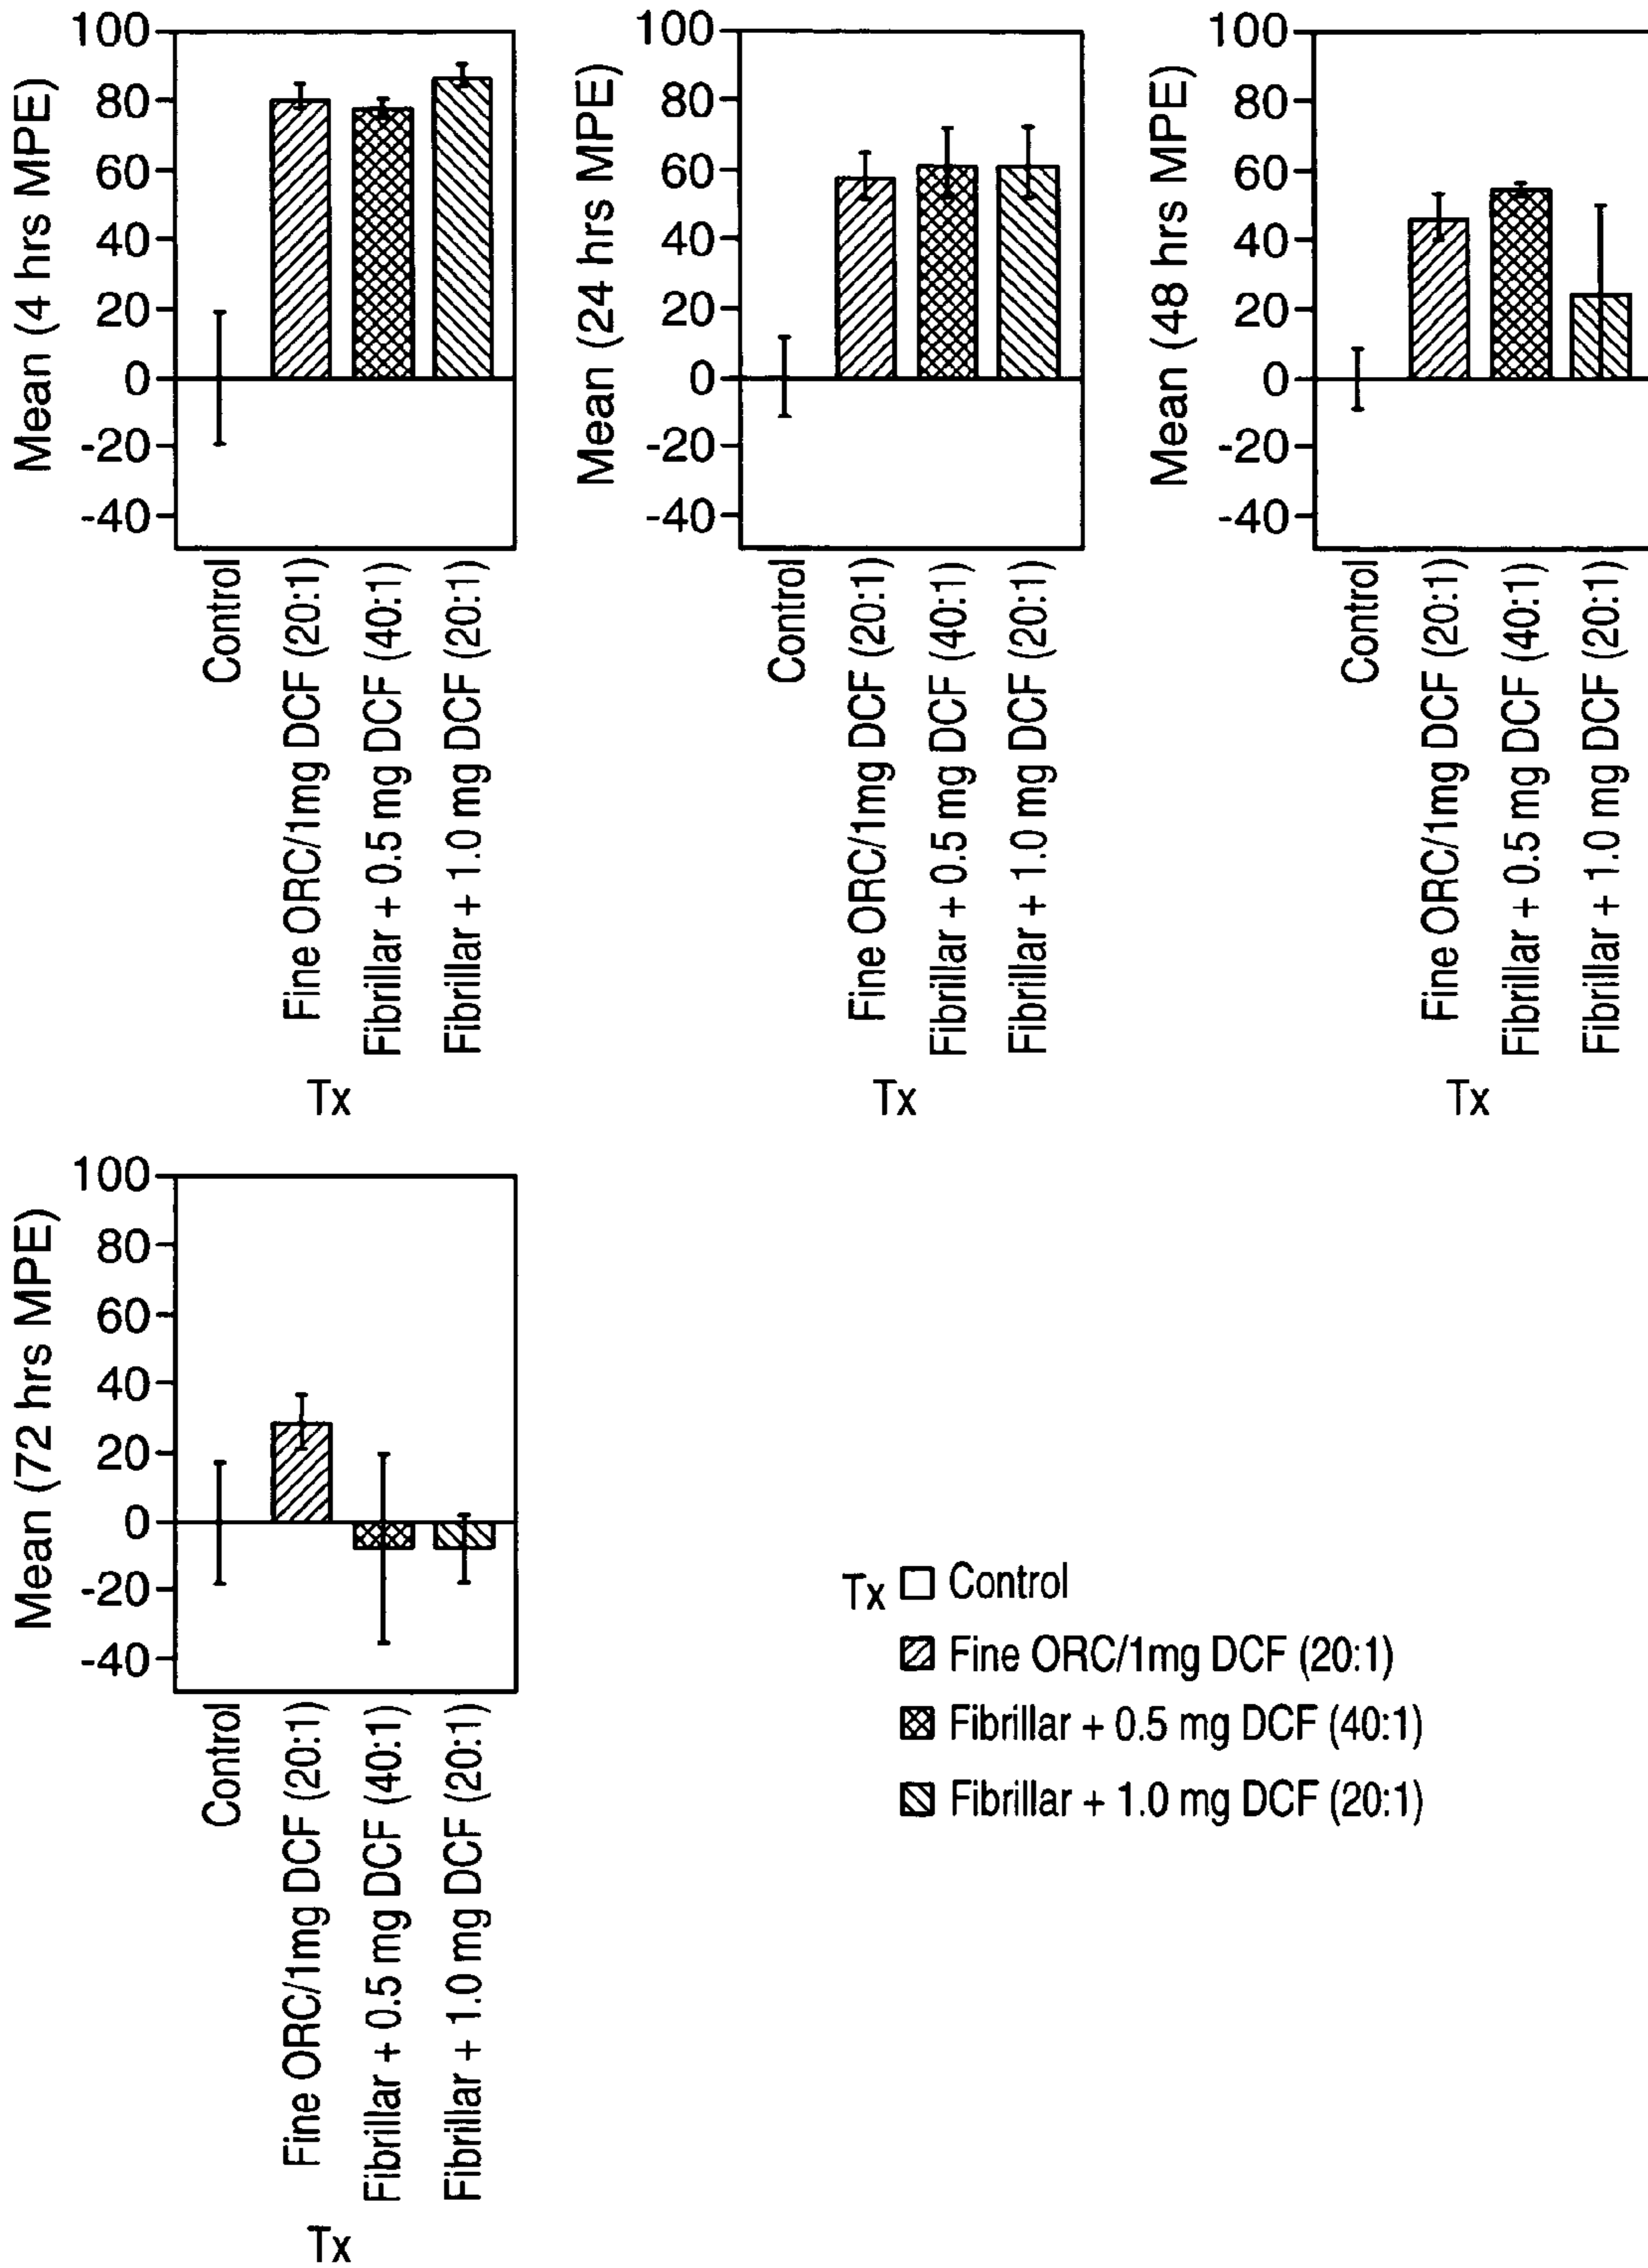 Mean (4 hrs MPE)
100
80
60
40
20
0
-20
-40
Control
Fine ORC/1mg DCF (20:1)
Fibrillar + 0.5 mg DCF (40:1)
Fibrillar + 1.0 mg DCF (20:1)
Tx
Mean (24 hrs MPE)
100
80
60
40
20
0
-20
-40
Control
Fine ORC/1mg DCF (20:1)
Fibrillar + 0.5 mg DCF (40:1)
Fibrillar + 1.0 mg DCF (20:1)
Tx
Mean (48 hrs MPE)
100
80
60
40
20
0
-20
-40
Control
Fine ORC/1mg DCF (20:1)
Fibrillar + 0.5 mg DCF (40:1)
Fibrillar + 1.0 mg DCF (20:1)
Tx
Mean (72 hrs MPE)
100
80
60
40
20
0
-20
-40
Control
Fine ORC/1mg DCF (20:1)
Fibrillar + 0.5 mg DCF (40:1)
Fibrillar + 1.0 mg DCF (20:1)
Tx
Tx Control
Fine ORC/1mg DCF (20:1)
Fibrillar + 0.5 mg DCF (40:1)
Fibrillar + 1.0 mg DCF (20:1)